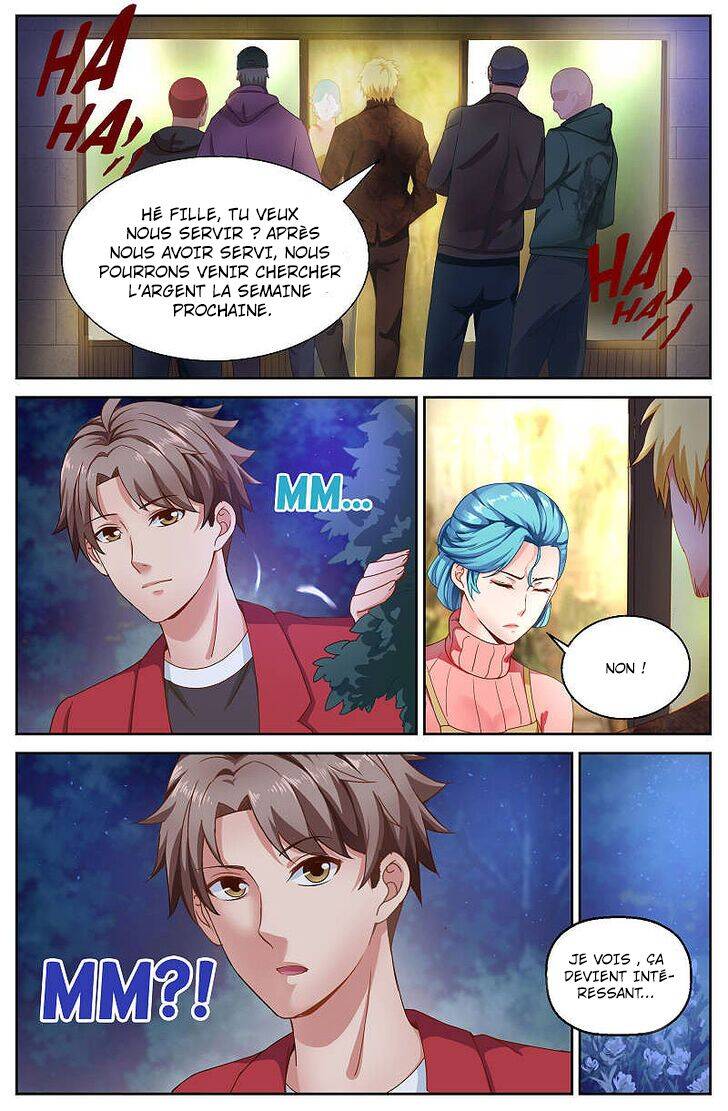 HA
HA!
HÉ FILLE, TU VEUX
NOUS SERVIR ? APRÈS
NOUS AVOIR SERVI, NOUS
POURRONS VENIR CHERCHER
L'ARGENT LA SEMAINE
PROCHAINE.
HA
HA!
MM...
NON !
MM?!
JE VOIS , ÇA
DEVIENT INTÉ-
RESSANT...